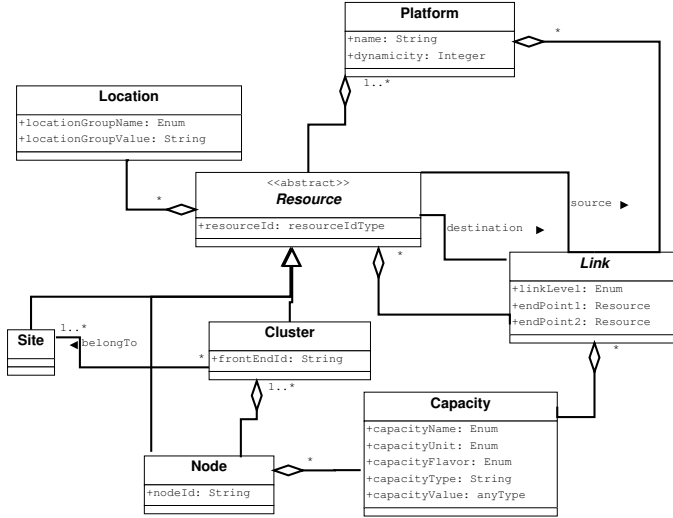 Platform
+name: String
+dynamicity: Integer
*
1..*
Location
+locationGroupName: Enum
+locationGroupValue: String
*
<<abstract>>
Resource
+resourceId: resourceIdType
source ►
destination ►
*
Link
+linkLevel: Enum
+endPoint1: Resource
+endPoint2: Resource
*
Site
1..*
◄belongTo
*
Cluster
+frontEndId: String
1..*
Capacity
+capacityName: Enum
+capacityUnit: Enum
+capacityFlavor: Enum
+capacityType: String
+capacityValue: anyType
Node
+nodeId: String
*